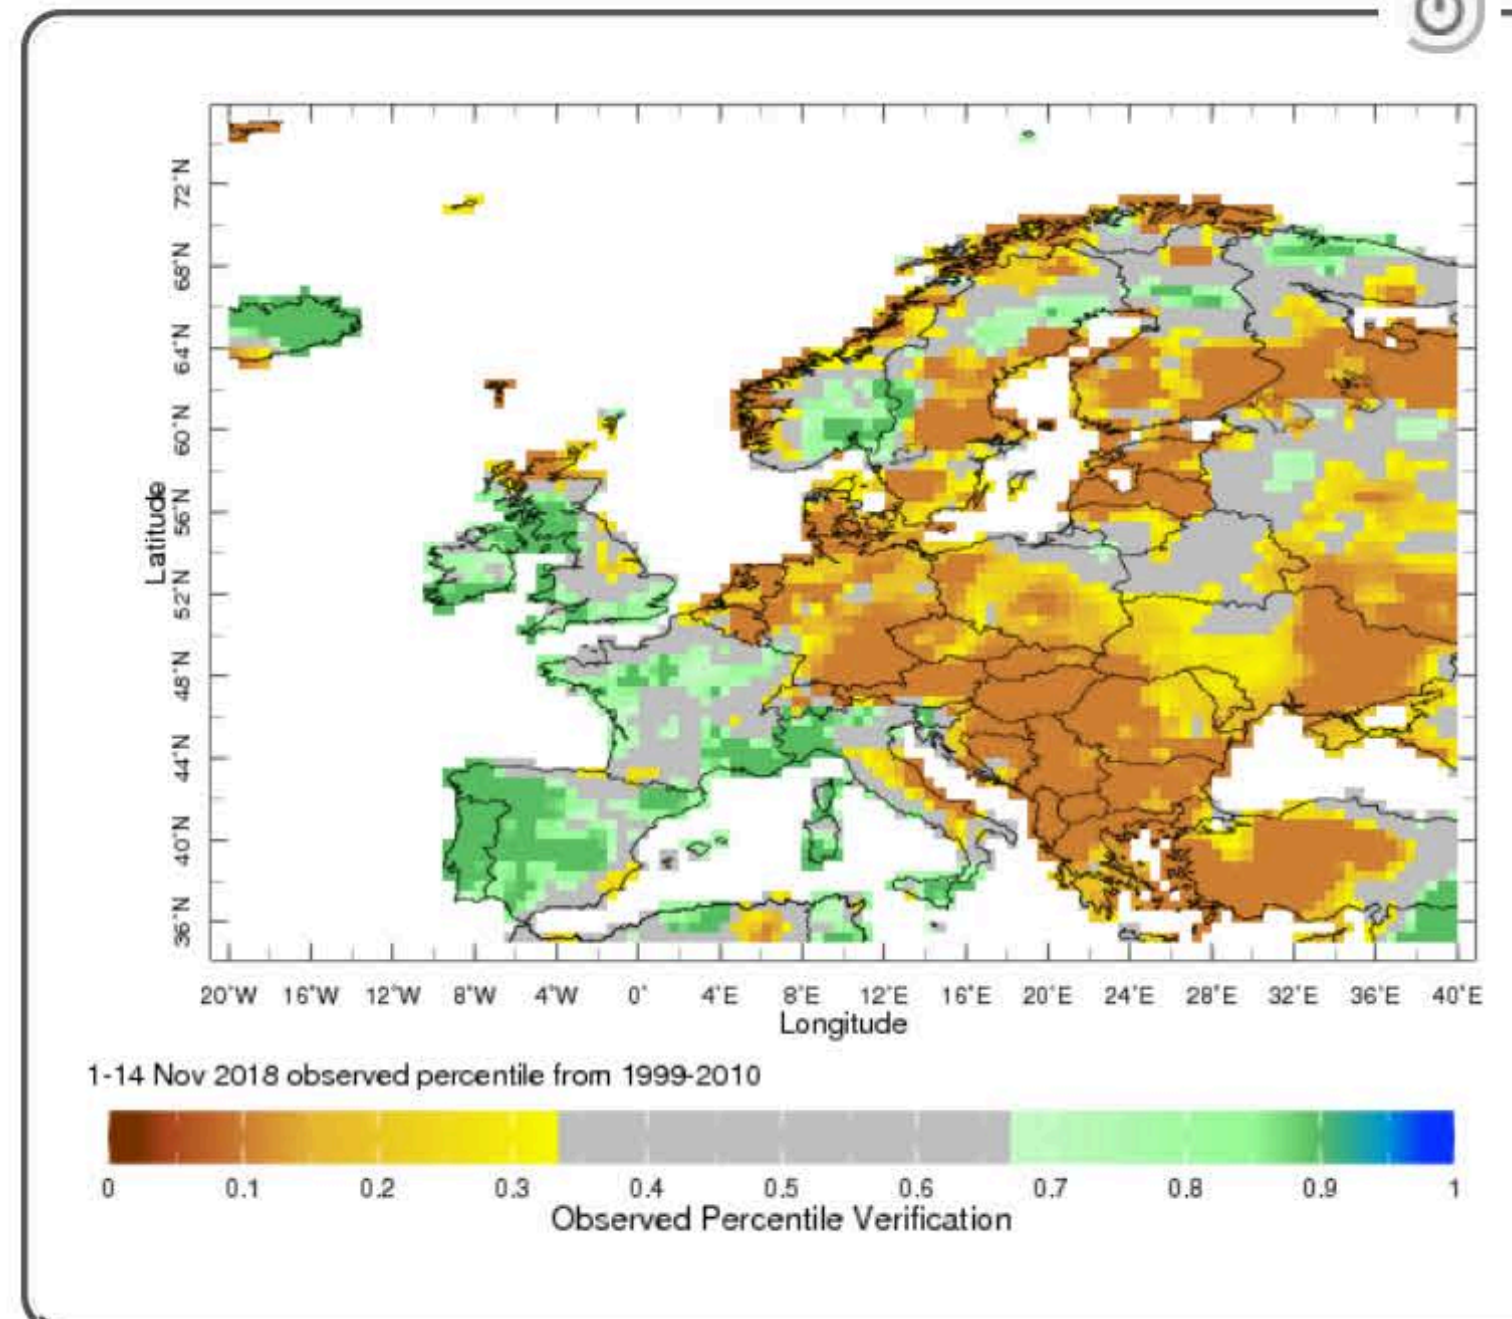 72°N
68°N
64°N
60°N
56°N
52°N
48°N
44°N
40°N
36°N
Latitude
20°W 16°W 12°W 8°W 4°W 0° 4°E 8°E 12°E 16°E 20°E 24°E 28°E 32°E 36°E 40°E
Longitude
1-14 Nov 2018 observed percentile from 1999-2010
0 0.1 0.2 0.3 0.4 0.5 0.6 0.7 0.8 0.9 1
Observed Percentile Verification